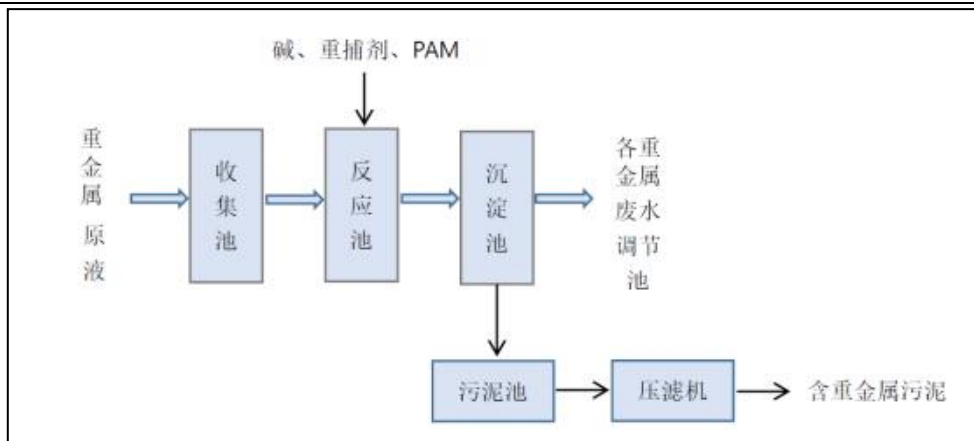 碱、重捕剂、PAM
重
金
属
原
液
收
集
池
反
应
池
沉
淀
池
各重
金属
废水
调节
池
污泥池
压滤机
含重金属污泥